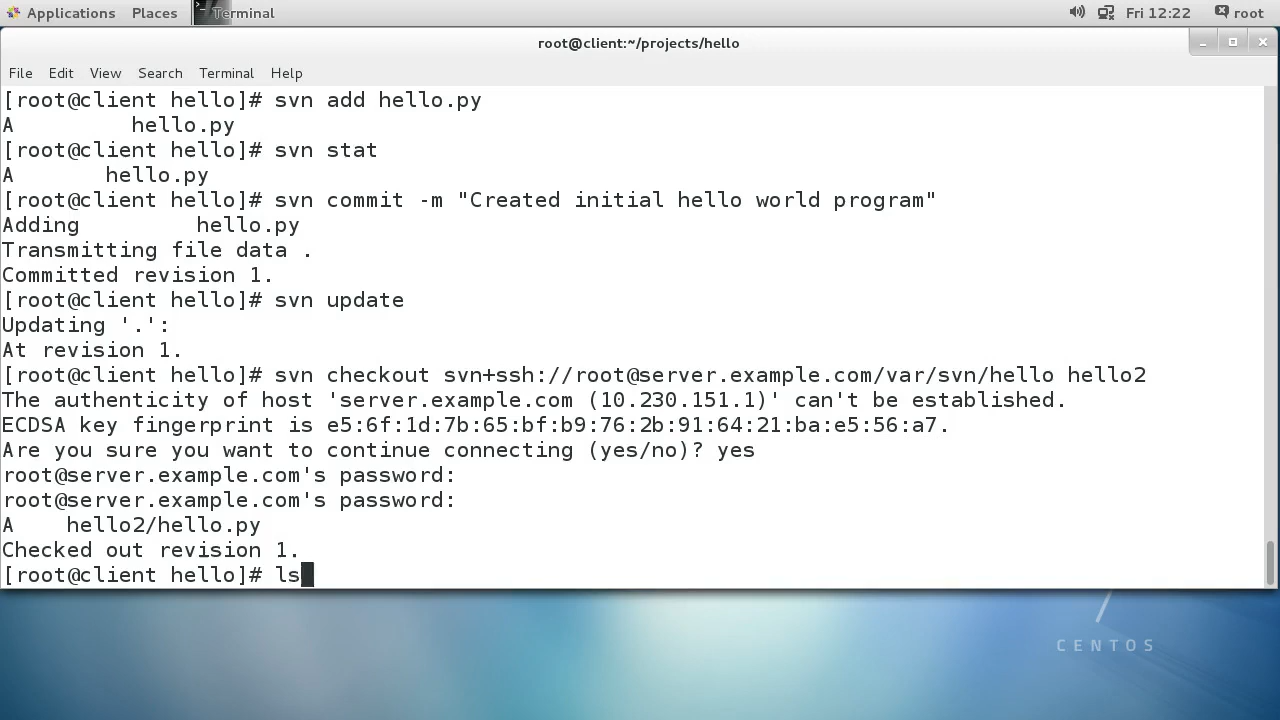 Applications Places Terminal Fri 12:22 root
root@client:~/projects/hello
File Edit View Search Terminal Help
[root@client hello]# svn add hello.py
A         hello.py
[root@client hello]# svn stat
A       hello.py
[root@client hello]# svn commit -m "Created initial hello world program"
Adding         hello.py
Transmitting file data .
Committed revision 1.
[root@client hello]# svn update
Updating '.':
At revision 1.
[root@client hello]# svn checkout svn+ssh://root@server.example.com/var/svn/hello hello2
The authenticity of host 'server.example.com (10.230.151.1)' can't be established.
ECDSA key fingerprint is e5:6f:1d:7b:65:bf:b9:76:2b:91:64:21:ba:e5:56:a7.
Are you sure you want to continue connecting (yes/no)? yes
root@server.example.com's password:
root@server.example.com's password:
A    hello2/hello.py
Checked out revision 1.
[root@client hello]# ls
7
CENTOS